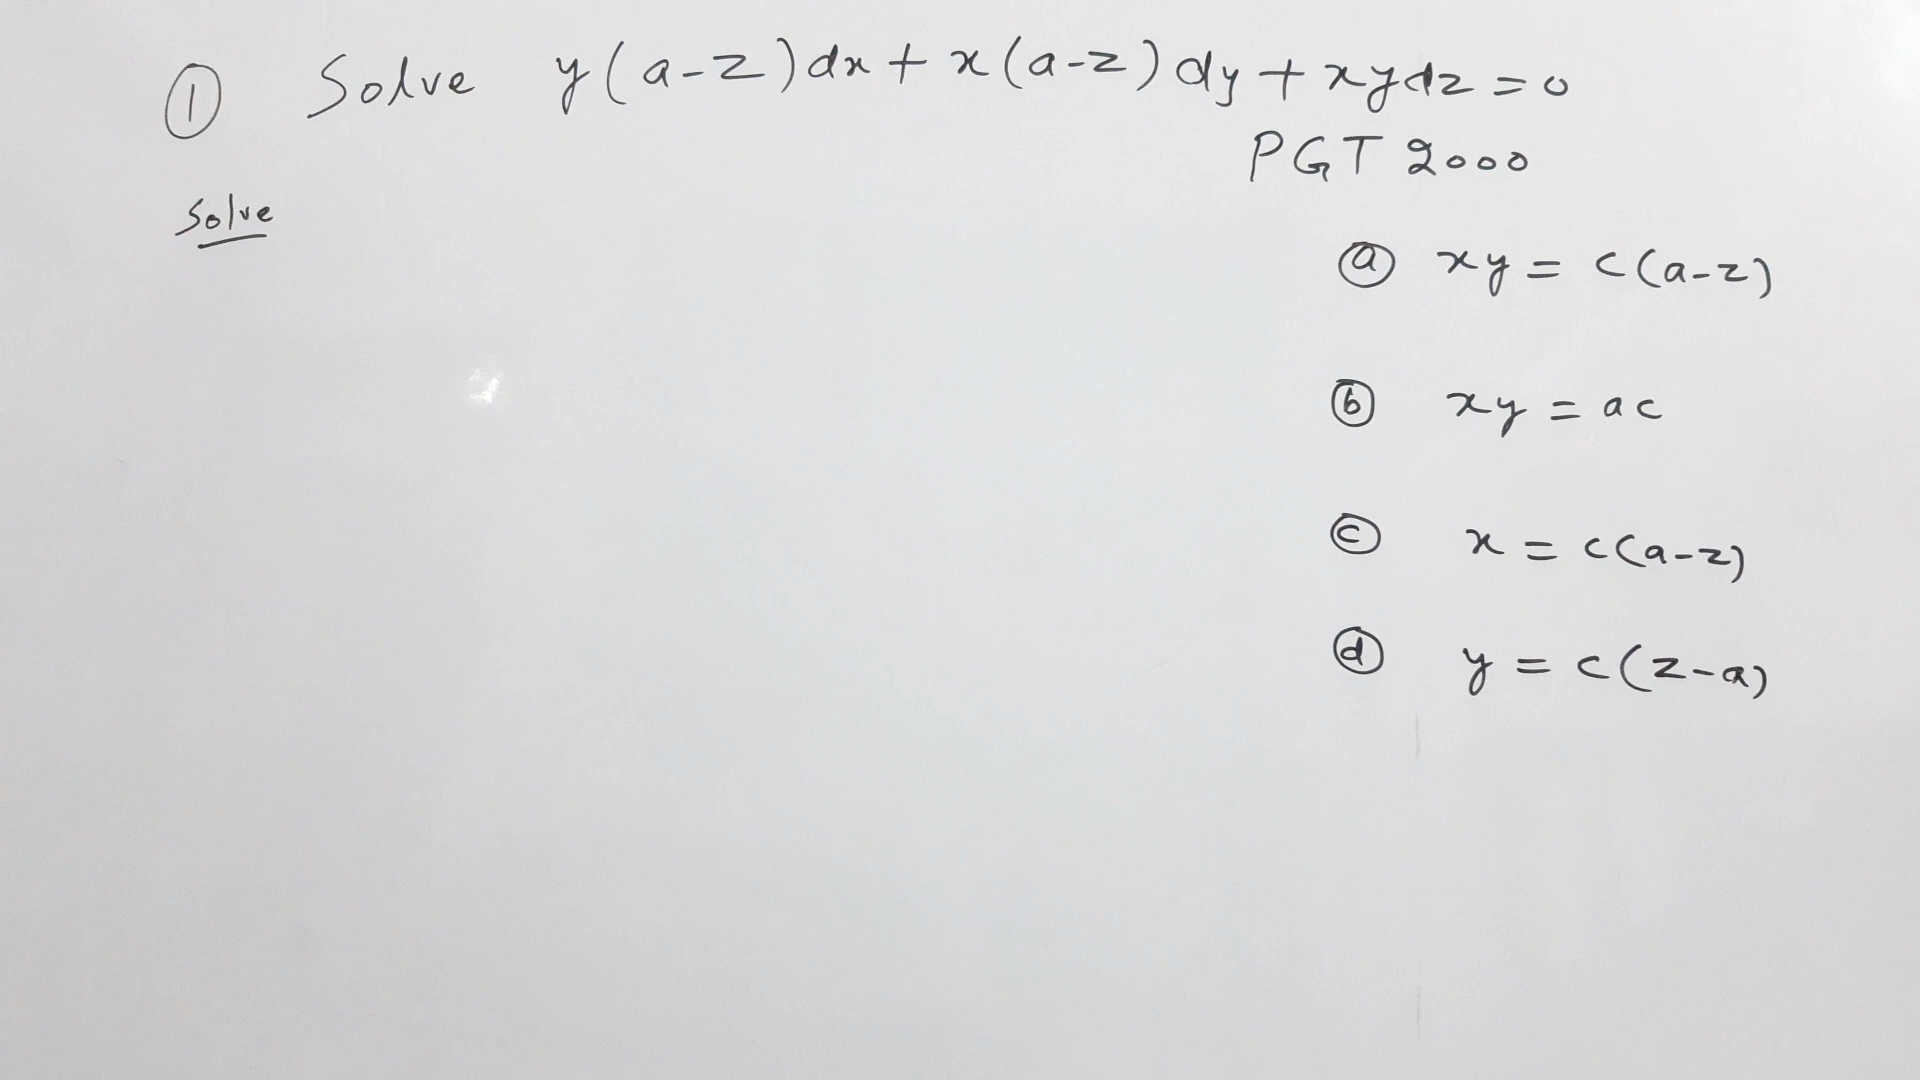 ① Solve y(a-z)dx + x(a-z)dy + xydz = 0
PGT 2000
Solve
ⓐ xy = c(a-z)
ⓑ xy = ac
ⓒ x = c(a-z)
ⓓ y = c(z-a)